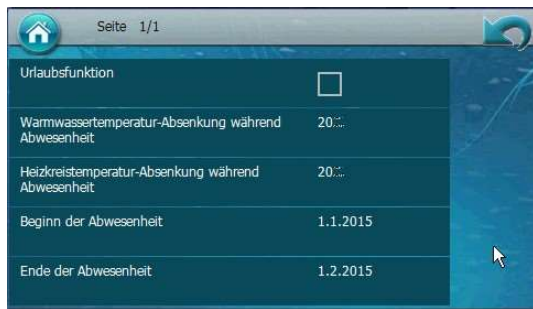 Seite 1/1
Urlaubsfunktion
Warmwassertemperatur-Absenkung während
Abwesenheit
20
Heizkreistemperatur-Absenkung während
Abwesenheit
20
Beginn der Abwesenheit
1.1.2015
Ende der Abwesenheit
1.2.2015